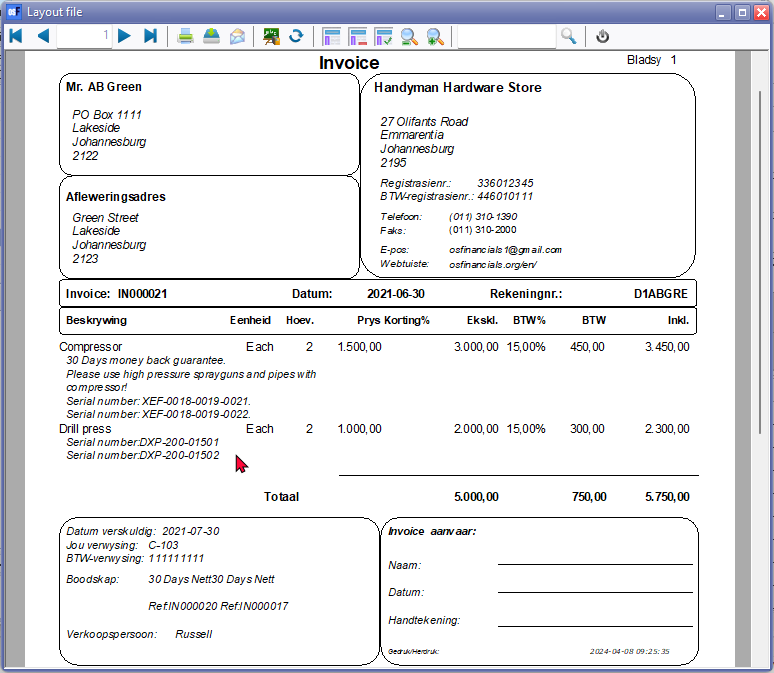 Layout file
1
Invoice
Bladsy 1
Mr. AB Green
PO Box 1111
Lakeside
Johannesburg
2122
Handyman Hardware Store
27 Olifants Road
Emmarentia
Johannesburg
2195
Registrasienr.: 336012345
BTW-registrasienr.: 446010111
Telefoon: (011) 310-1390
Faks: (011) 310-2000
E-pos: osfinancials1@gmail.com
Webtuiste: osfinancials.org/en/
Afleweringsadres
Green Street
Lakeside
Johannesburg
2123
Invoice: IN000021 Datum: 2021-06-30 Rekeningnr.: D1ABGRE
Beskrywing Eenheid Hoev. Prys Korting% Ekskl. BTW% BTW Inkl.
Compressor Each 2 1.500,00 3.000,00 15,00% 450,00 3.450,00
30 Days money back guarantee.
Please use high pressure sprayguns and pipes with
compressor!
Serial number: XEF-0018-0019-0021.
Serial number: XEF-0018-0019-0022.
Drill press Each 2 1.000,00 2.000,00 15,00% 300,00 2.300,00
Serial number:DXP-200-01501
Serial number:DXP-200-01502
Totaal 5.000,00 750,00 5.750,00
Datum verskuldig: 2021-07-30
Jou verwysing: C-103
BTW-verwysing: 111111111
Boodskap: 30 Days Nett30 Days Nett
Ref:IN000020 Ref:IN000017
Verkoopspersoon: Russell
Invoice aanvaar:
Naam:
Datum:
Handtekening:
Gedruk/Herdruk: 2024-04-08 09:25:35